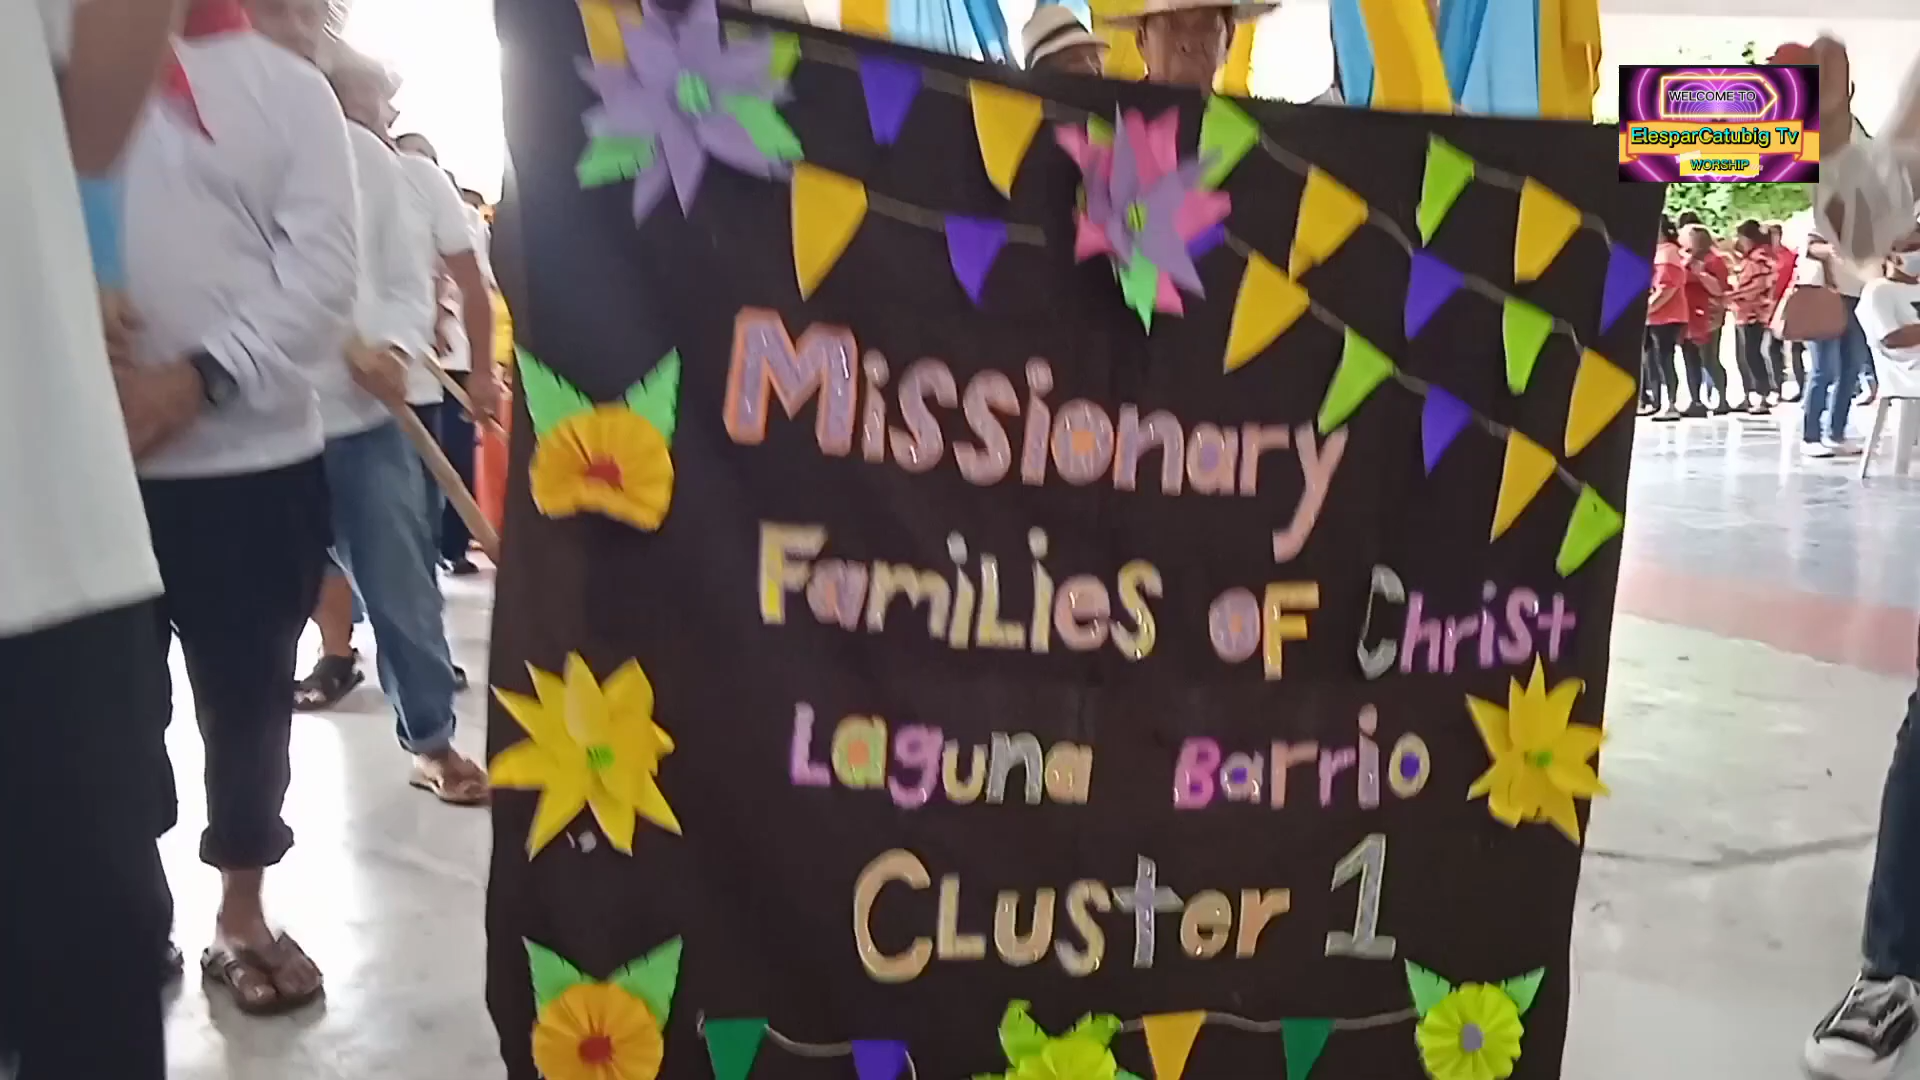 WELCOME TO
ElesparCatubig Tv
WORSHIP
Missionary
FamiLies oF Christ
Laguna Barrio
CLuster 1